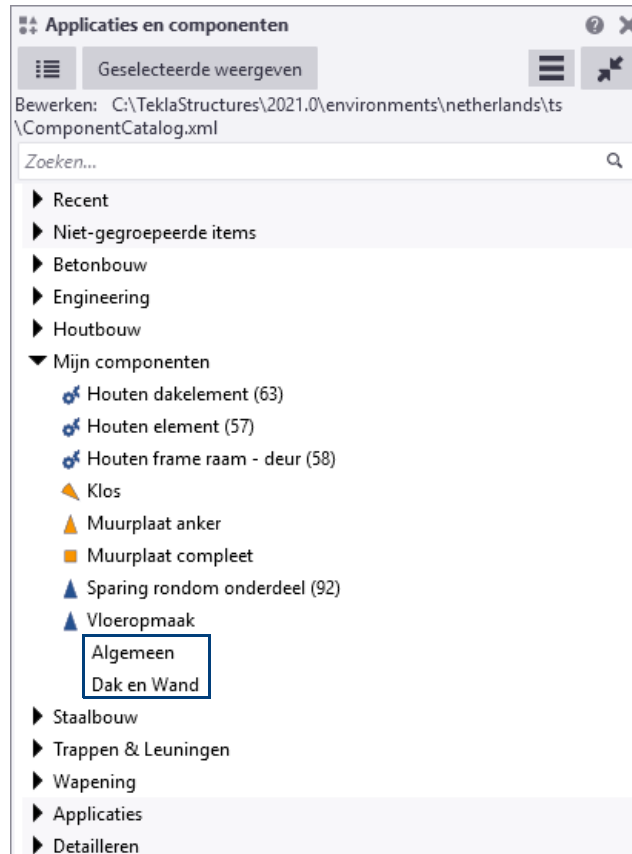 Applicaties en componenten
Geselecteerde weergeven
Bewerken: C:\TeklaStructures\2021.0\environments\netherlands\ts
\ComponentCatalog.xml
Zoeken...
Recent
Niet-gegroepeerde items
Betonbouw
Engineering
Houtbouw
Mijn componenten
Houten dakelement (63)
Houten element (57)
Houten frame raam - deur (58)
Klos
Muurplaat anker
Muurplaat compleet
Sparing rondom onderdeel (92)
Vloeropmaak
Algemeen
Dak en Wand
Staalbouw
Trappen & Leuningen
Wapening
Applicaties
Detailleren